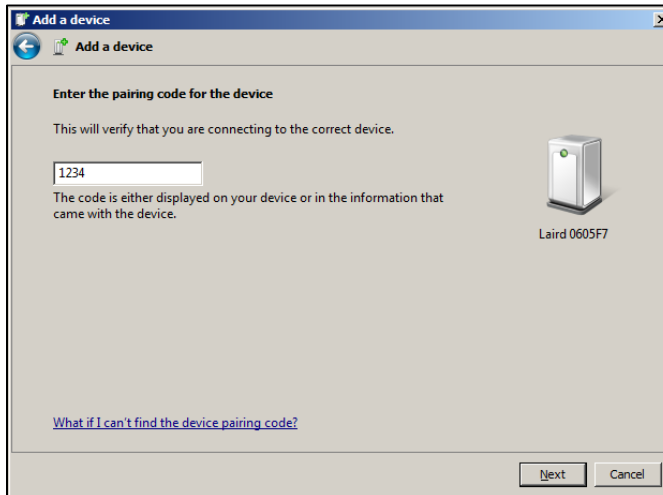 Add a device
Add a device
Enter the pairing code for the device
This will verify that you are connecting to the correct device.
1234
The code is either displayed on your device or in the information that
came with the device.
Laird 0605F7
What if I can't find the device pairing code?
Next
Cancel